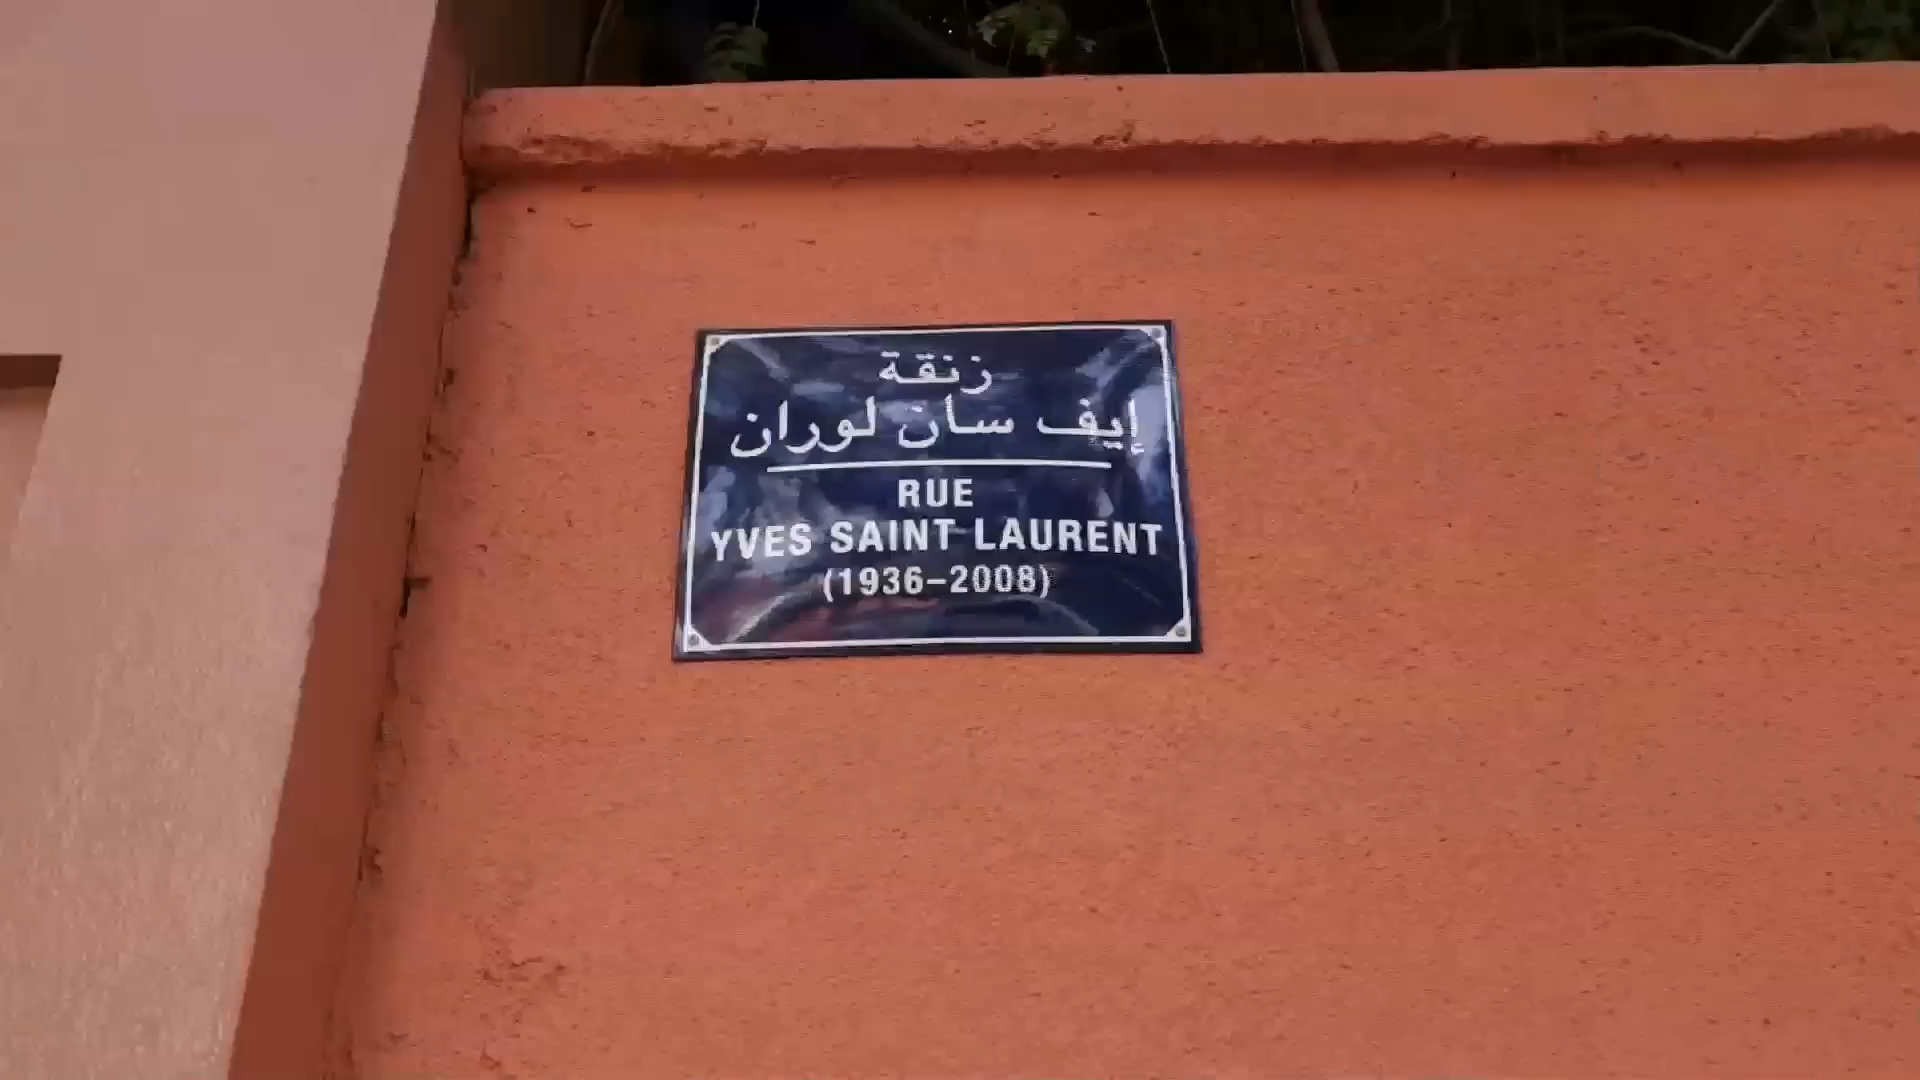 زنقة
إيف سان لوران
RUE
YVES SAINT LAURENT
(1936–2008)